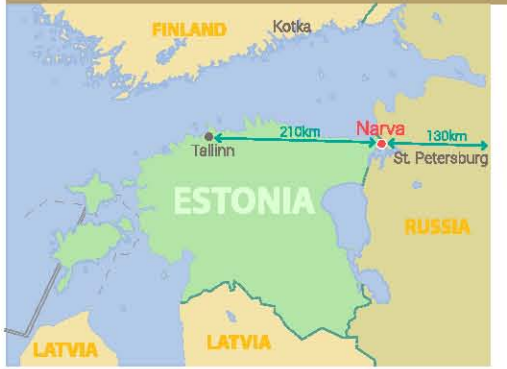 FINLAND
Kotka
210km
Narva
130km
Tallinn
St. Petersburg
ESTONIA
RUSSIA
LATVIA
LATVIA